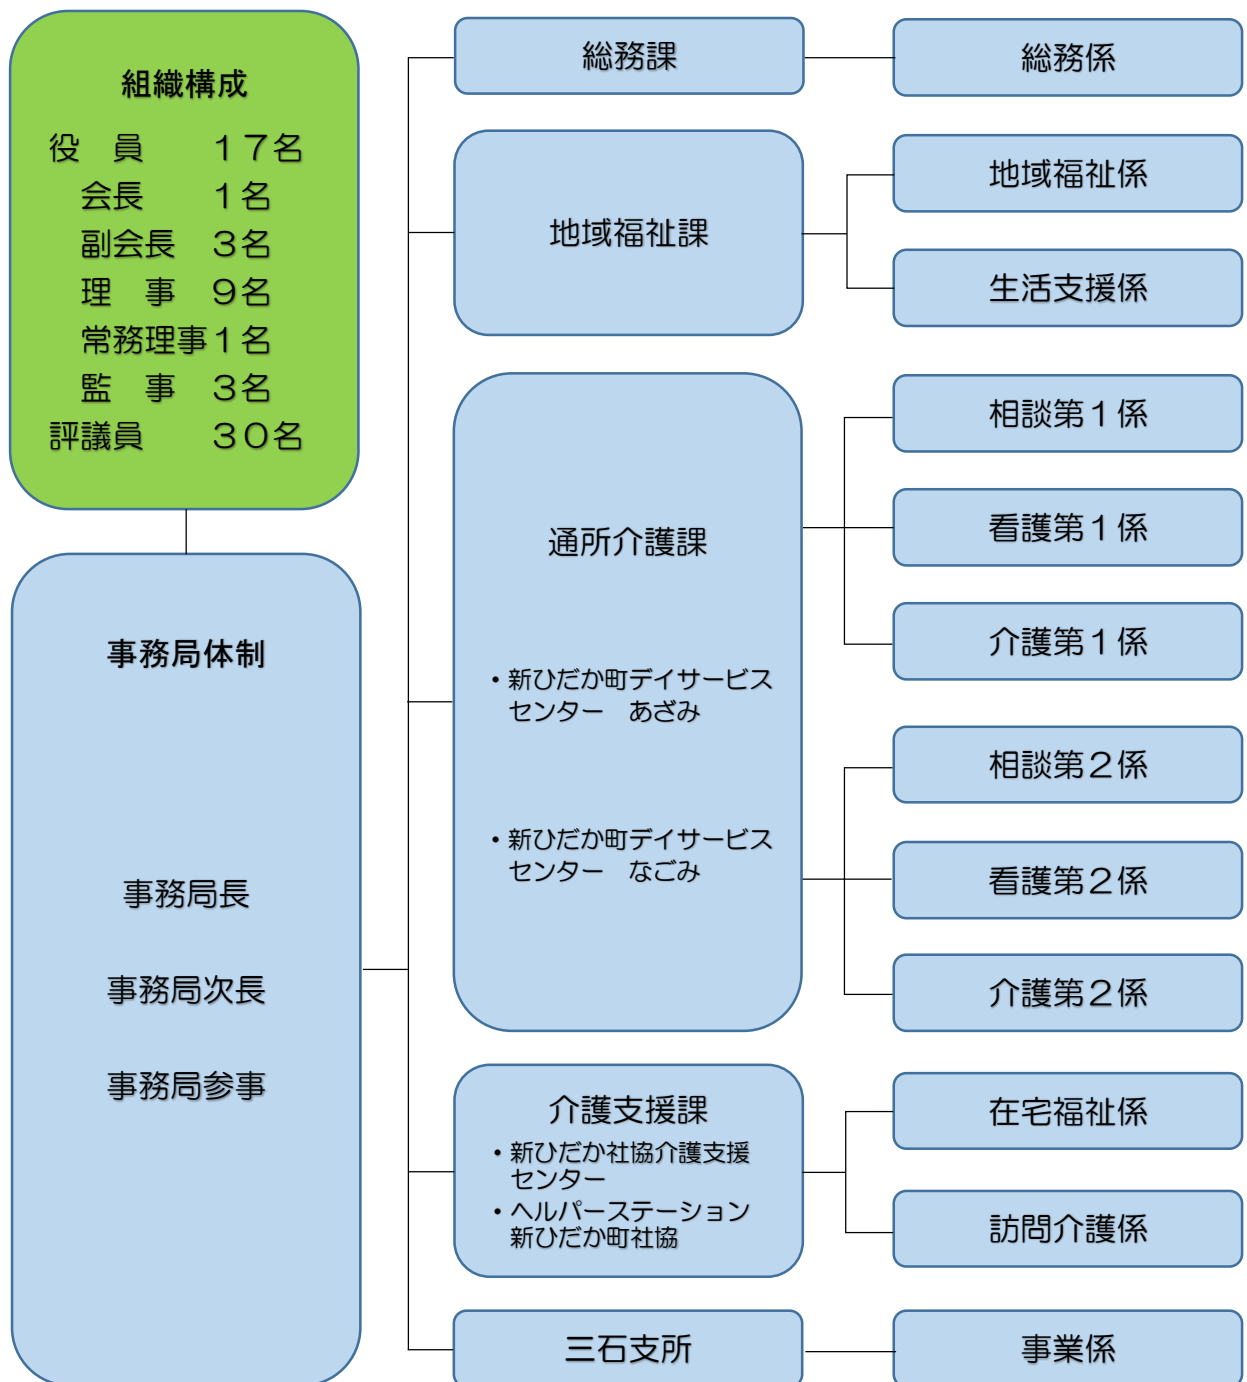 組織構成
役　員　　１７名
会長　　１名
副会長　３名
理　事　９名
常務理事１名
監　事　３名
評議員　　３０名
事務局体制
事務局長
事務局次長
事務局参事
総務課
総務係
地域福祉課
地域福祉係
生活支援係
通所介護課
・新ひだか町デイサービス
センター　あざみ
・新ひだか町デイサービス
センター　なごみ
相談第１係
看護第１係
介護第１係
相談第２係
看護第２係
介護第２係
介護支援課
・新ひだか社協介護支援
センター
・ヘルパーステーション
新ひだか町社協
在宅福祉係
訪問介護係
三石支所
事業係